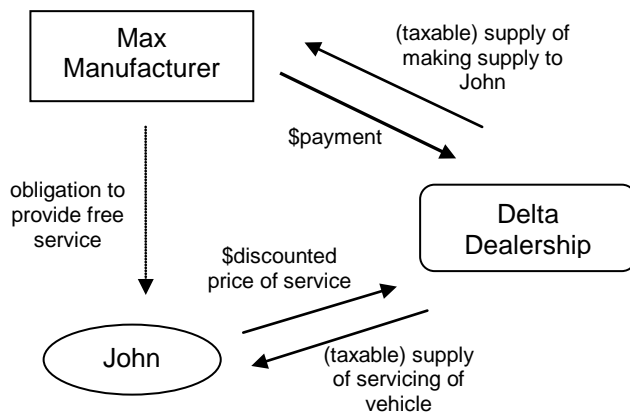 Max
Manufacturer
(taxable) supply of
making supply to
John
$payment
obligation to
provide free
service
Delta
Dealership
$discounted
price of service
John
(taxable) supply
of servicing of
vehicle